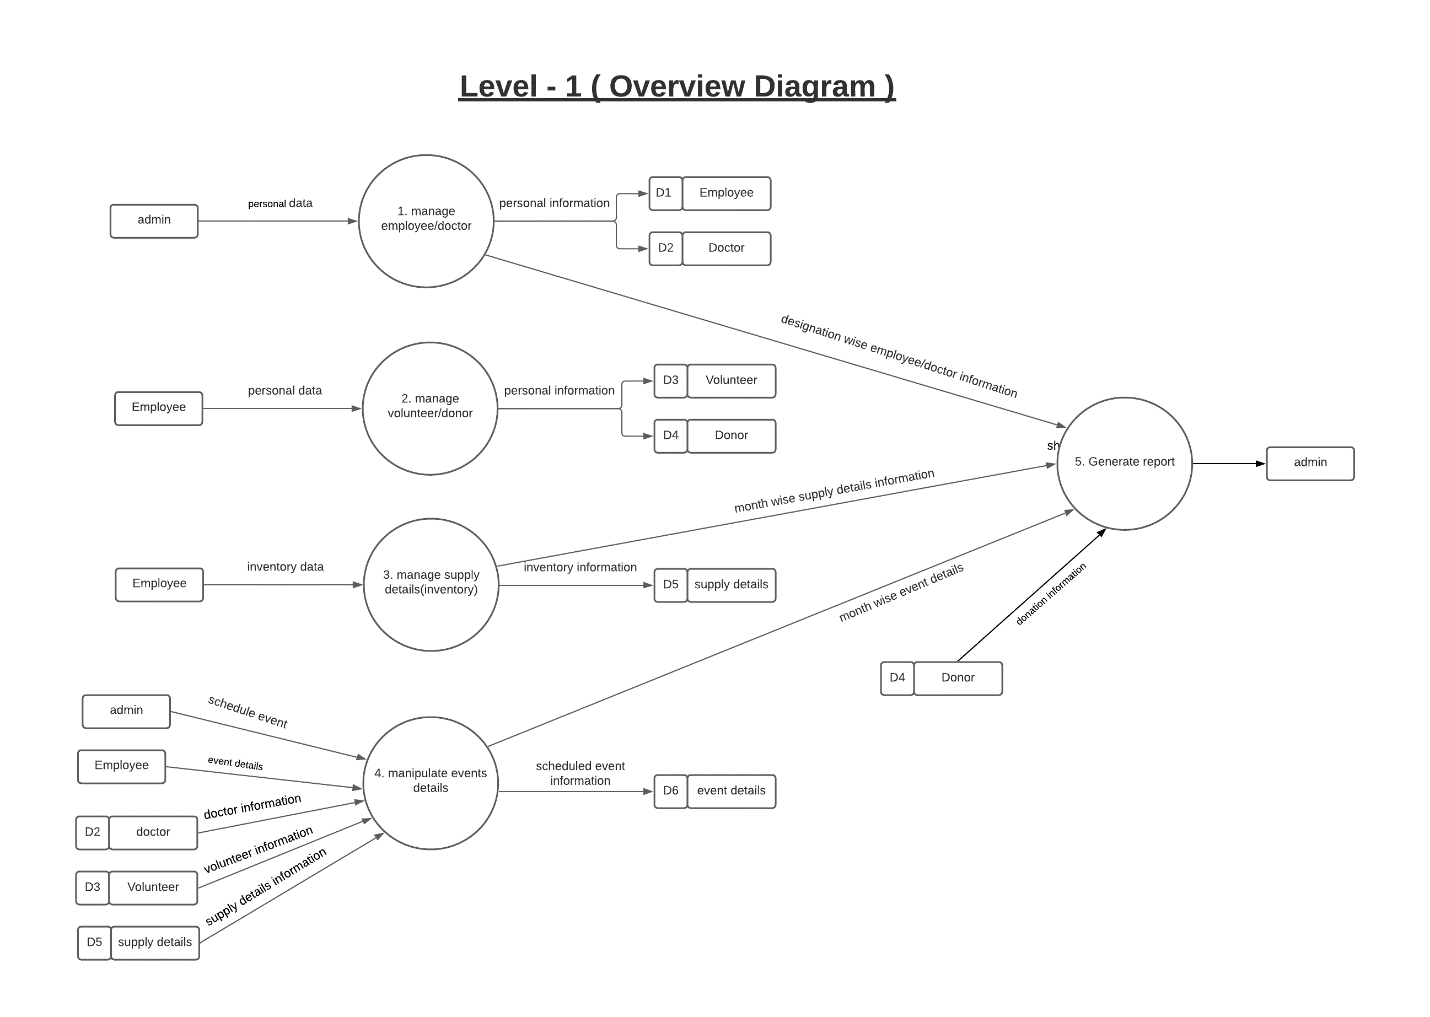 Level - 1 ( Overview Diagram )
admin
personal data
1. manage
employee/doctor
personal information
D1
Employee
D2
Doctor
designation wise employee/doctor information
Employee
personal data
2. manage
volunteer/donor
personal information
D3
Volunteer
D4
Donor
sh
5. Generate report
admin
month wise supply details information
Employee
inventory data
3. manage supply
details(inventory)
inventory information
D5
supply details
month wise event details
donation information
D4
Donor
admin
schedule event
Employee
event details
4. manipulate events
details
scheduled event
information
D6
event details
D2
doctor
doctor information
D3
Volunteer
volunteer information
D5
supply details
supply details information